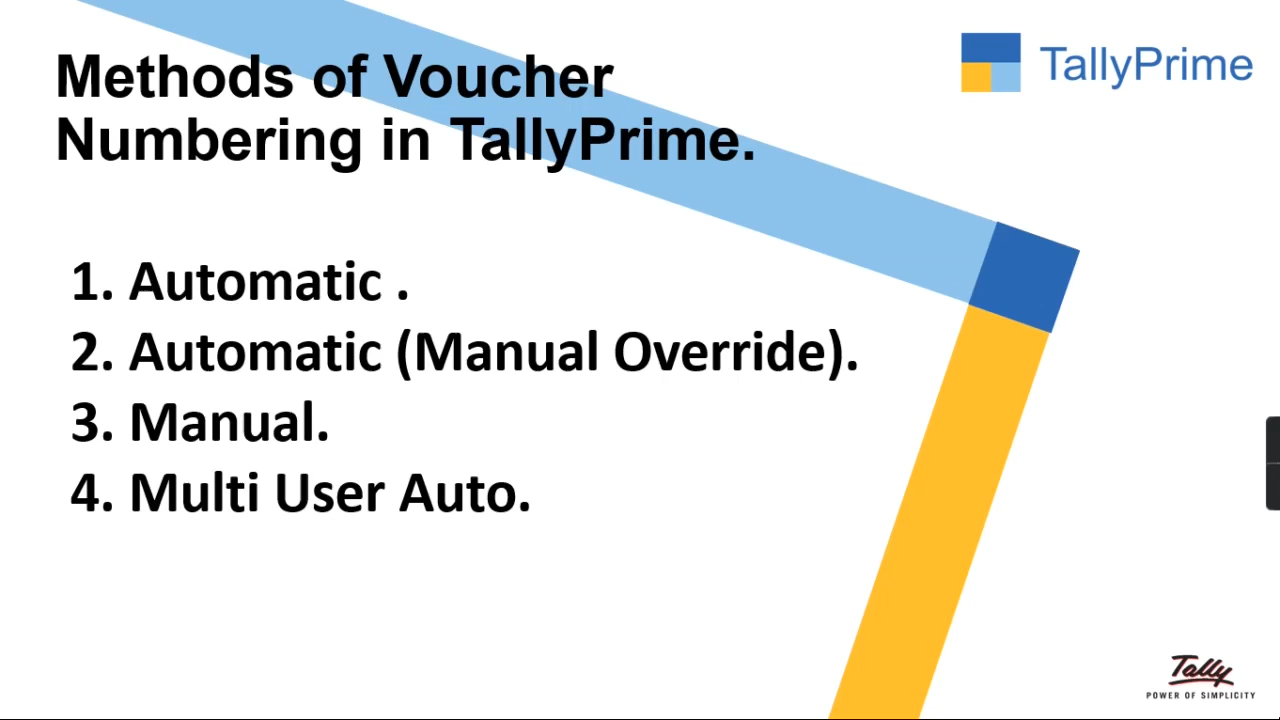 Methods of Voucher
Numbering in TallyPrime.
TallyPrime
1. Automatic .
2. Automatic (Manual Override).
3. Manual.
4. Multi User Auto.
Tally
POWER OF SIMPLICITY